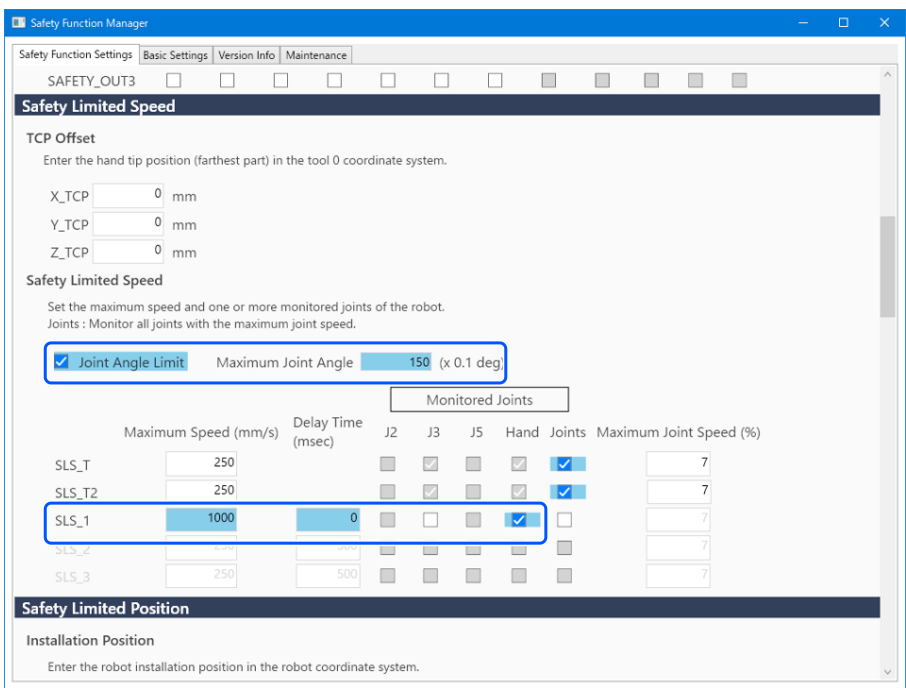 Safety Function Manager
Safety Function Settings Basic Settings Version Info Maintenance
SAFETY_OUT3
Safety Limited Speed
TCP Offset
Enter the hand tip position (farthest part) in the tool 0 coordinate system.
X_TCP 0 mm
Y_TCP 0 mm
Z_TCP 0 mm
Safety Limited Speed
Set the maximum speed and one or more monitored joints of the robot.
Joints : Monitor all joints with the maximum joint speed.
Joint Angle Limit Maximum Joint Angle 150 (x 0.1 deg)
Monitored Joints
Maximum Speed (mm/s) Delay Time (msec) J2 J3 J5 Hand Joints Maximum Joint Speed (%)
SLS_T 250 7
SLS_T2 250 7
SLS_1 1000 0 7
SLS_2 250 500 7
SLS_3 250 500 7
Safety Limited Position
Installation Position
Enter the robot installation position in the robot coordinate system.